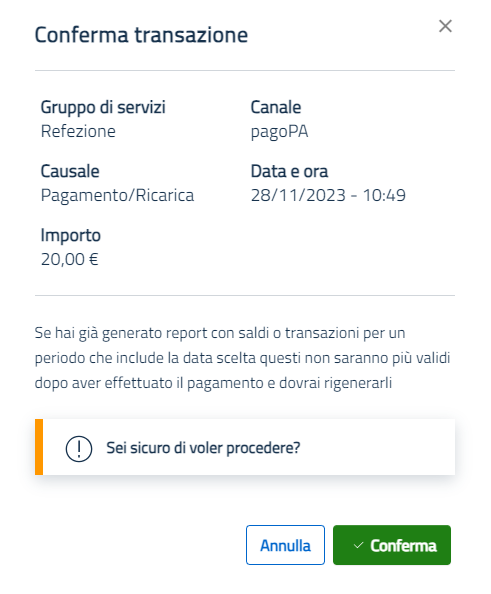 Conferma transazione
Gruppo di servizi
Refezione
Canale
pagoPA
Causale
Pagamento/Ricarica
Data e ora
28/11/2023 - 10:49
Importo
20,00 €
Se hai già generato report con saldi o transazioni per un
periodo che include la data scelta questi non saranno più validi
dopo aver effettuato il pagamento e dovrai rigenerarli
Sei sicuro di voler procedere?
Annulla
Conferma